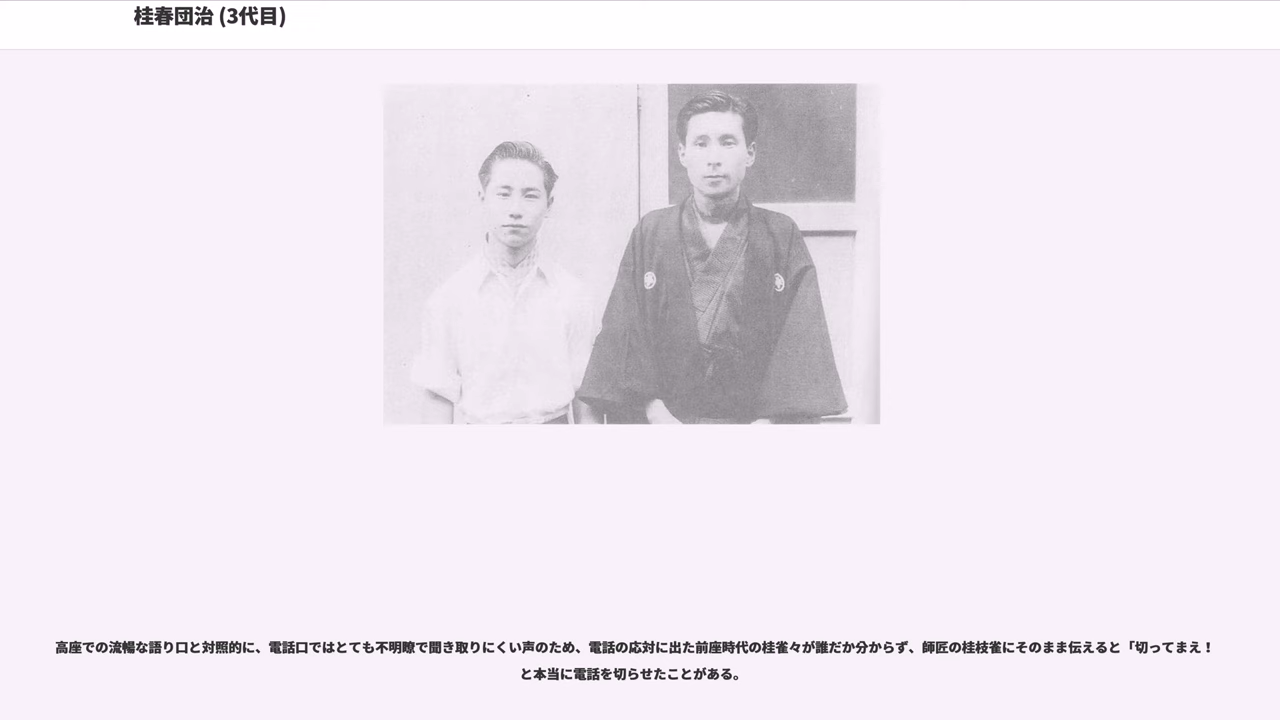 桂春団治 (3代目)
高座での流暢な語り口と対照的に、電話口ではとても不明瞭で聞き取りにくい声のため、電話の応対に出た前座時代の桂雀々が誰だか分からず、師匠の桂枝雀にそのまま伝えると「切ってまえ！
と本当に電話を切らせたことがある。